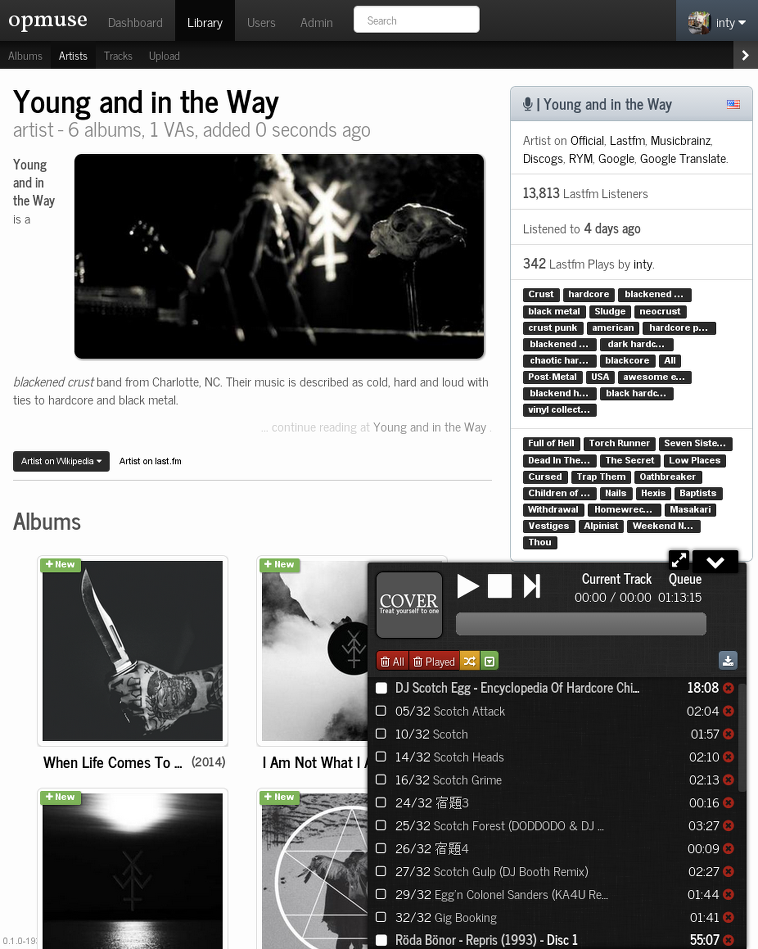 opmuse
Dashboard Library Users Admin Search inty
Albums Artists Tracks Upload
Young and in the Way
artist - 6 albums, 1 VAs, added 0 seconds ago
Young
and in
the Way
is a
blackened crust band from Charlotte, NC. Their music is described as cold, hard and loud with
ties to hardcore and black metal.
... continue reading at Young and in the Way .
Artist on Wikipedia Artist on last.fm
Albums
+ New
When Life Comes To ... (2014)
+ New
I Am Not What I A
+ New
+ New
| Young and in the Way
Artist on Official, Lastfm, Musicbrainz,
Discogs, RYM, Google, Google Translate.
13,813 Lastfm Listeners
Listened to 4 days ago
342 Lastfm Plays by inty.
Crust hardcore blackened ...
black metal Sludge neocrust
crust punk american hardcore p...
blackened ... dark hardc...
chaotic har... blackcore All
Post-Metal USA awesome e...
blackend h... black hardc...
vinyl collect...
Full of Hell Torch Runner Seven Siste...
Dead In The... The Secret Low Places
Cursed Trap Them Oathbreaker
Children of ... Nails Hexis Baptists
Withdrawal Homewrec... Masakari
Vestiges Alpinist Weekend N...
Thou
COVER
Treat yourself to one
Current Track Queue
00:00 / 00:00 01:13:15
All Played
DJ Scotch Egg - Encyclopedia Of Hardcore Chi... 18:08
05/32 Scotch Attack 02:04
10/32 Scotch 01:57
14/32 Scotch Heads 02:10
16/32 Scotch Grime 02:13
24/32 宿題3 00:16
25/32 Scotch Forest (DODDODO & DJ ... 03:27
26/32 宿題4 00:09
27/32 Scotch Gulp (DJ Booth Remix) 02:27
29/32 Egg'n Colonel Sanders (KA4U Re... 01:44
32/32 Gig Booking 01:41
Röda Bönor - Repris (1993) - Disc 1 55:07